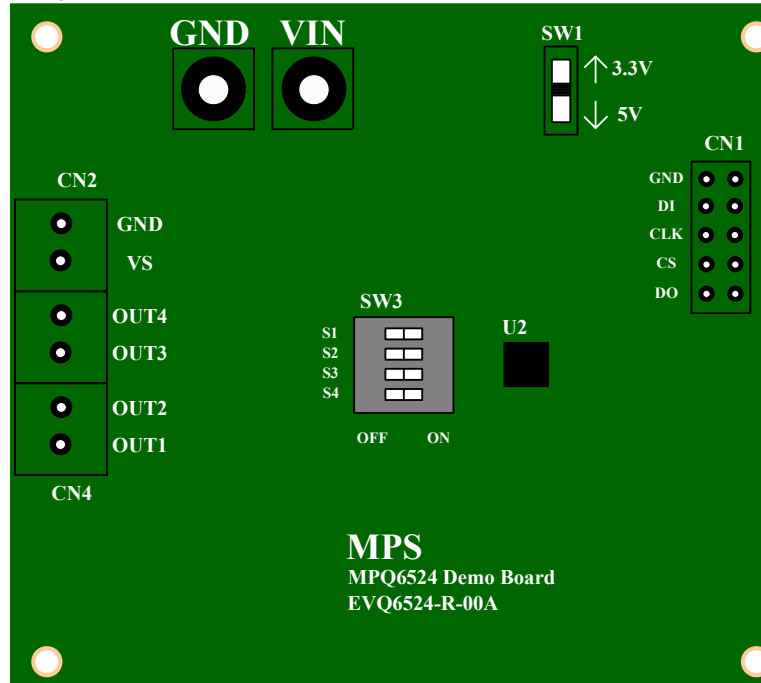 GND VIN
SW1
3.3V
5V
CN1
GND
DI
CLK
CS
DO
CN2
GND
VS
OUT4
OUT3
OUT2
OUT1
CN4
SW3
S1
S2
S3
S4
OFF ON
U2
MPS
MPQ6524 Demo Board
EVQ6524-R-00A